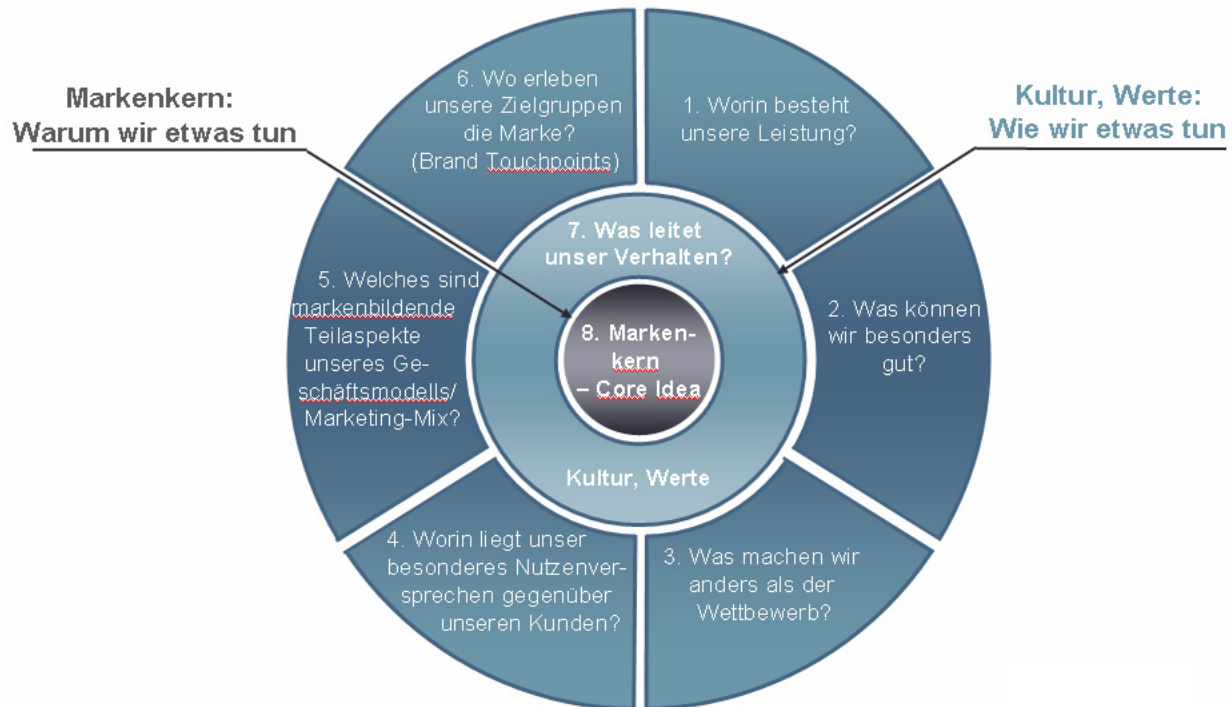 Markenkern:
Warum wir etwas tun
Kultur, Werte:
Wie wir etwas tun
1. Worin besteht
unsere Leistung?
2. Was können
wir besonders
gut?
3. Was machen wir
anders als der
Wettbewerb?
4. Worin liegt unser
besonderes Nutzenver-
sprechen gegenüber
unseren Kunden?
5. Welches sind
markenbildende
Teilaspekte
unseres Ge-
schäftsmodells/
Marketing-Mix?
6. Wo erleben
unsere Zielgruppen
die Marke?
(Brand Touchpoints)
7. Was leitet
unser Verhalten?
8. Marken-
kern
– Core Idea
Kultur, Werte